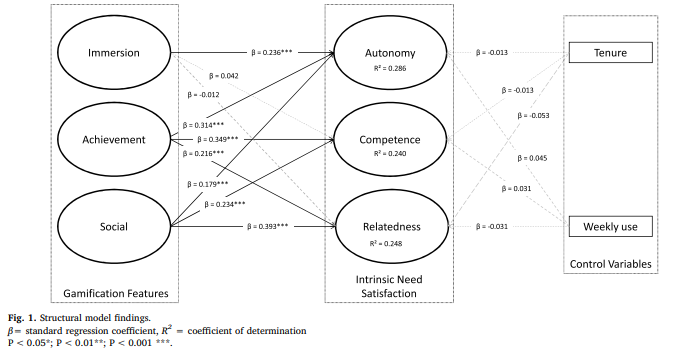 Immersion
Achievement
Social
Gamification Features
β = 0.236***
β = 0.042
β = -0.012
β = 0.314***
β = 0.349***
β = 0.216***
β = 0.179***
β = 0.234***
β = 0.393***
Autonomy
R² = 0.286
Competence
R² = 0.240
Relatedness
R² = 0.248
Intrinsic Need
Satisfaction
β = -0.013
β = -0.013
β = -0.053
β = 0.045
β = 0.031
β = -0.031
Tenure
Weekly use
Control Variables
Fig. 1. Structural model findings.
β = standard regression coefficient, R² = coefficient of determination
P < 0.05*; P < 0.01**; P < 0.001 ***.